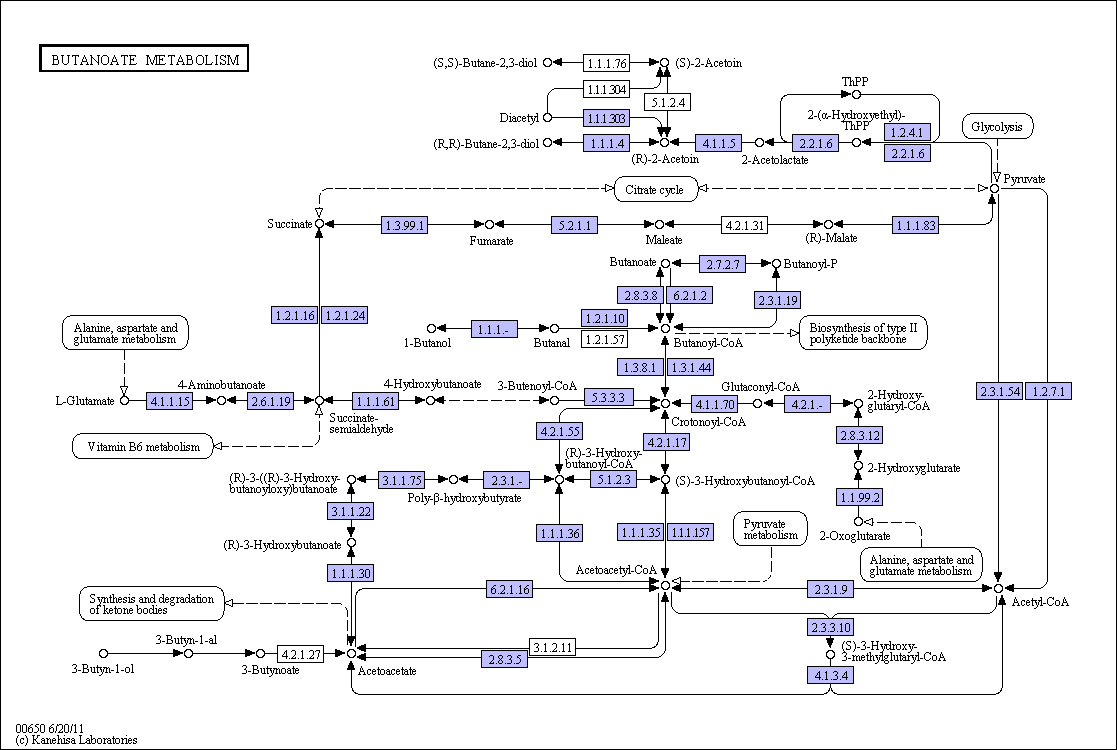 BUTANOATE METABOLISM
(S,S)-Butane-2,3-diol
1.1.1.76
(S)-2-Acetoin
1.1.1.304
5.1.2.4
Diacetyl
1.1.1.303
(R,R)-Butane-2,3-diol
1.1.1.4
(R)-2-Acetoin
4.1.1.5
2-Acetolactate
2.2.1.6
ThPP
2-(α-Hydroxyethyl)-
ThPP
1.2.4.1
2.2.1.6
Glycolysis
Pyruvate
Citrate cycle
Succinate
1.3.99.1
Fumarate
5.2.1.1
Maleate
4.2.1.31
(R)-Malate
1.1.1.83
Butanoate
2.7.2.7
Butanoyl-P
2.8.3.8
6.2.1.2
2.3.1.19
1.2.1.16
1.2.1.24
Alanine, aspartate and
glutamate metabolism
1-Butanol
1.1.1.-
Butanal
1.2.1.10
1.2.1.57
Butanoyl-CoA
Biosynthesis of type II
polyketide backbone
1.3.8.1
1.3.1.44
L-Glutamate
4.1.1.15
4-Aminobutanoate
2.6.1.19
Succinate-
semialdehyde
1.1.1.61
4-Hydroxybutanoate
3-Butenoyl-CoA
5.3.3.3
Crotonoyl-CoA
4.1.1.70
Glutaconyl-CoA
4.2.1.-
2-Hydroxy-
glutaryl-CoA
2.3.1.54
1.2.7.1
Vitamin B6 metabolism
4.2.1.55
4.2.1.17
2.8.3.12
(R)-3-Hydroxy-
butanoyl-CoA
2-Hydroxyglutarate
(R)-3-((R)-3-Hydroxy-
butanoyloxy)butanoate
3.1.1.75
Poly-β-hydroxybutyrate
2.3.1.-
5.1.2.3
(S)-3-Hydroxybutanoyl-CoA
1.1.99.2
3.1.1.22
2-Oxoglutarate
(R)-3-Hydroxybutanoate
1.1.1.36
1.1.1.35
1.1.1.157
Pyruvate
metabolism
Alanine, aspartate and
glutamate metabolism
1.1.1.30
Acetoacetyl-CoA
Synthesis and degradation
of ketone bodies
6.2.1.16
2.3.1.9
Acetyl-CoA
2.3.3.10
3-Butyn-1-ol
3-Butyn-1-al
3-Butynoate
4.2.1.27
Acetoacetate
2.8.3.5
3.1.2.11
(S)-3-Hydroxy-
3-methylglutaryl-CoA
4.1.3.4
00650 6/20/11
(c) Kanehisa Laboratories